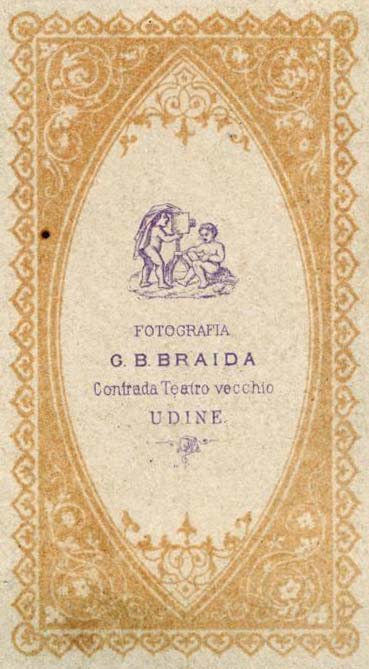 FOTOGRAFIA
G. B. BRAIDA
Contrada Teatro vecchio
UDINE.